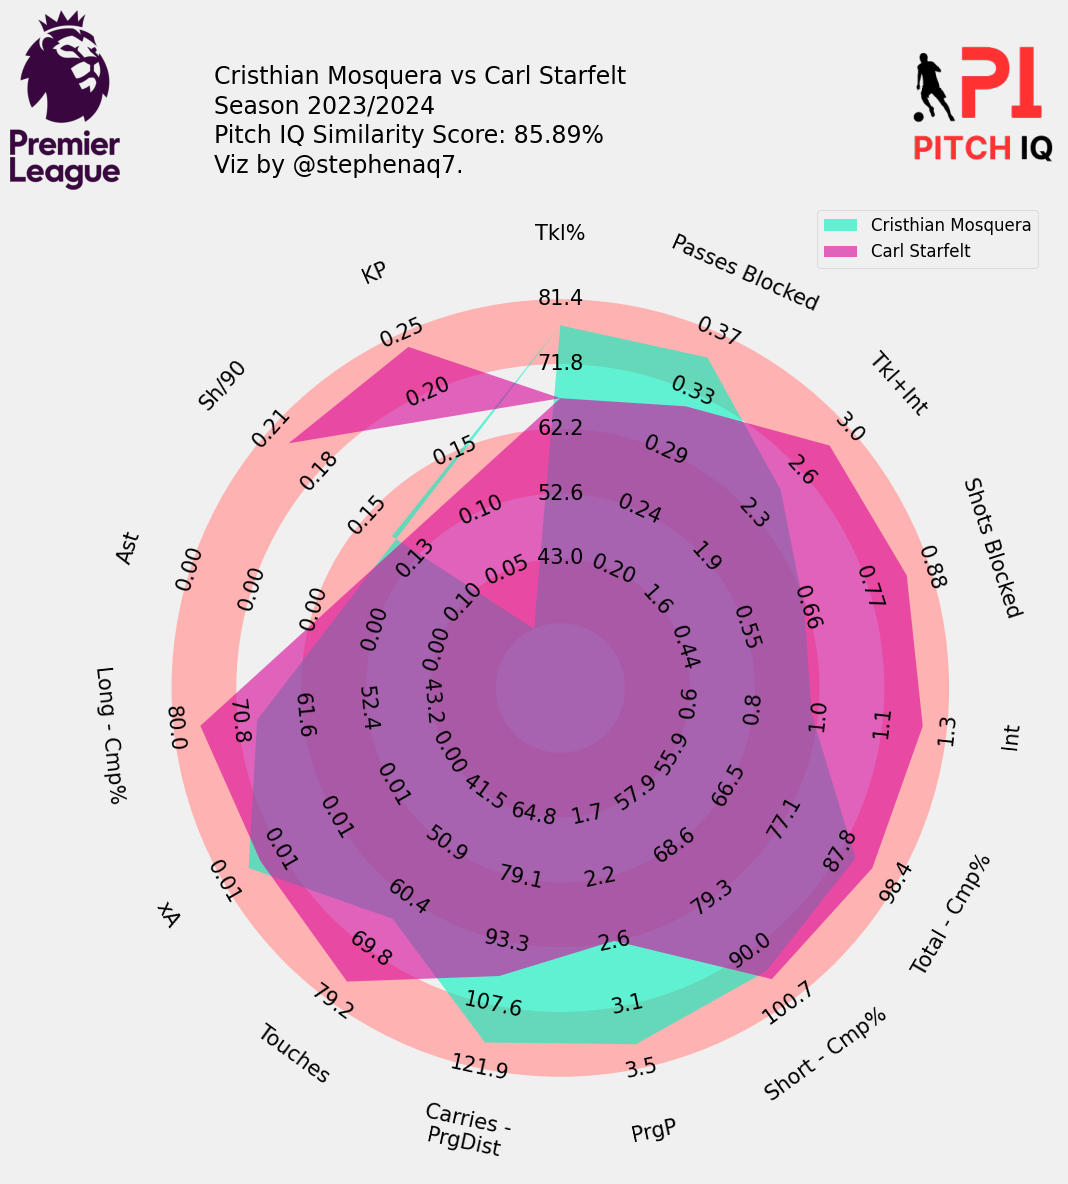 Cristhian Mosquera vs Carl Starfelt
Season 2023/2024
Pitch IQ Similarity Score: 85.89%
Viz by @stephenaq7.
Premier
League
PI
PITCH IQ
Cristhian Mosquera
Carl Starfelt
Tkl%
81.4
71.8
62.2
52.6
43.0
Passes Blocked
0.37
0.33
0.29
0.24
0.20
Tkl+Int
3.0
2.6
2.3
1.9
1.6
Shots Blocked
0.88
0.77
0.66
0.55
0.44
Int
1.3
1.1
1.0
0.8
0.6
Total - Cmp%
98.4
87.8
77.1
66.5
55.9
Short - Cmp%
100.7
90.0
79.3
68.6
57.9
PrgP
3.5
3.1
2.6
2.2
1.7
Carries -
PrgDist
121.9
107.6
93.3
79.1
64.8
Touches
79.2
69.8
60.4
50.9
41.5
xA
0.01
0.01
0.01
0.01
0.00
Long - Cmp%
80.0
70.8
61.6
52.4
43.2
Ast
0.00
0.00
0.00
0.00
0.00
Sh/90
0.21
0.18
0.15
0.13
0.10
KP
0.25
0.20
0.15
0.10
0.05